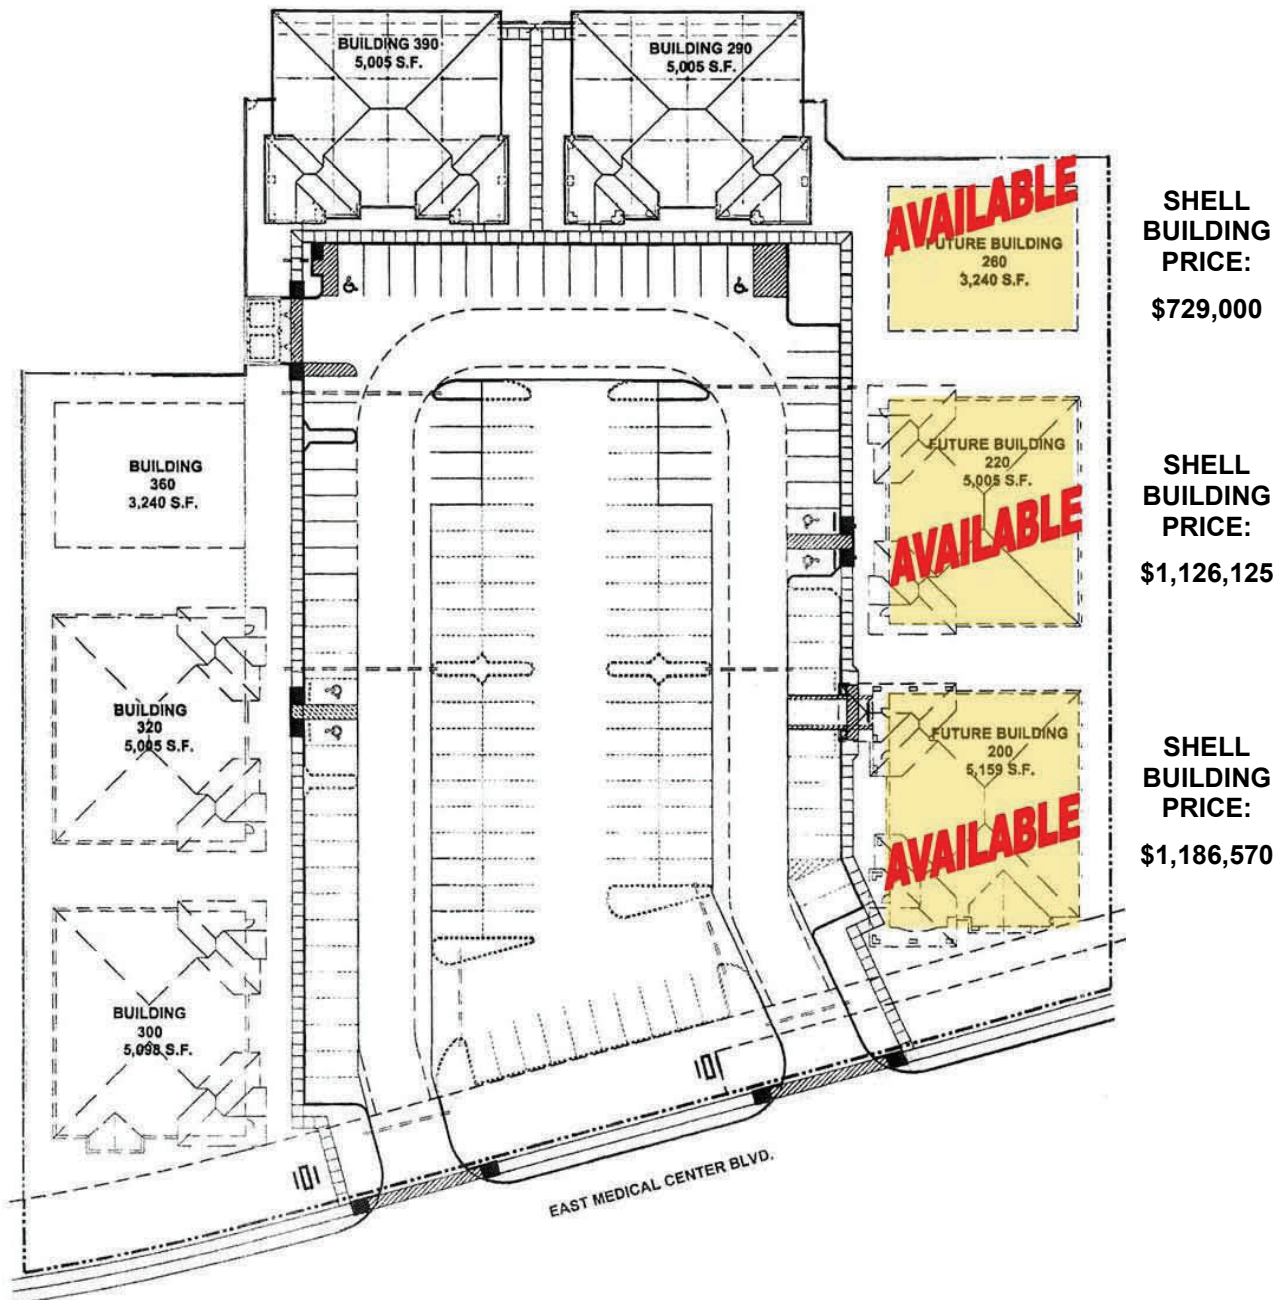 BUILDING 390
5,005 S.F.
BUILDING 290
5,005 S.F.
AVAILABLE
FUTURE BUILDING
260
3,240 S.F.
SHELL
BUILDING
PRICE:
$729,000
BUILDING
360
3,240 S.F.
FUTURE BUILDING
220
5,005 S.F.
AVAILABLE
SHELL
BUILDING
PRICE:
$1,126,125
BUILDING
320
5,005 S.F.
FUTURE BUILDING
200
5,159 S.F.
AVAILABLE
SHELL
BUILDING
PRICE:
$1,186,570
BUILDING
300
5,098 S.F.
EAST MEDICAL CENTER BLVD.